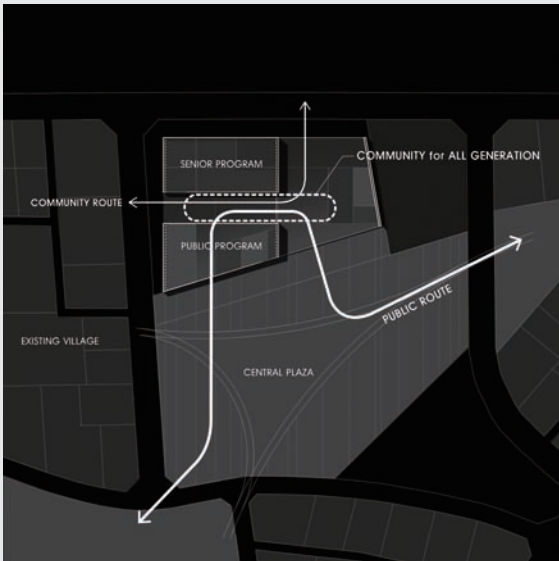 SENIOR PROGRAM
COMMUNITY for ALL GENERATION
COMMUNITY ROUTE
PUBLIC PROGRAM
PUBLIC ROUTE
EXISTING VILLAGE
CENTRAL PLAZA